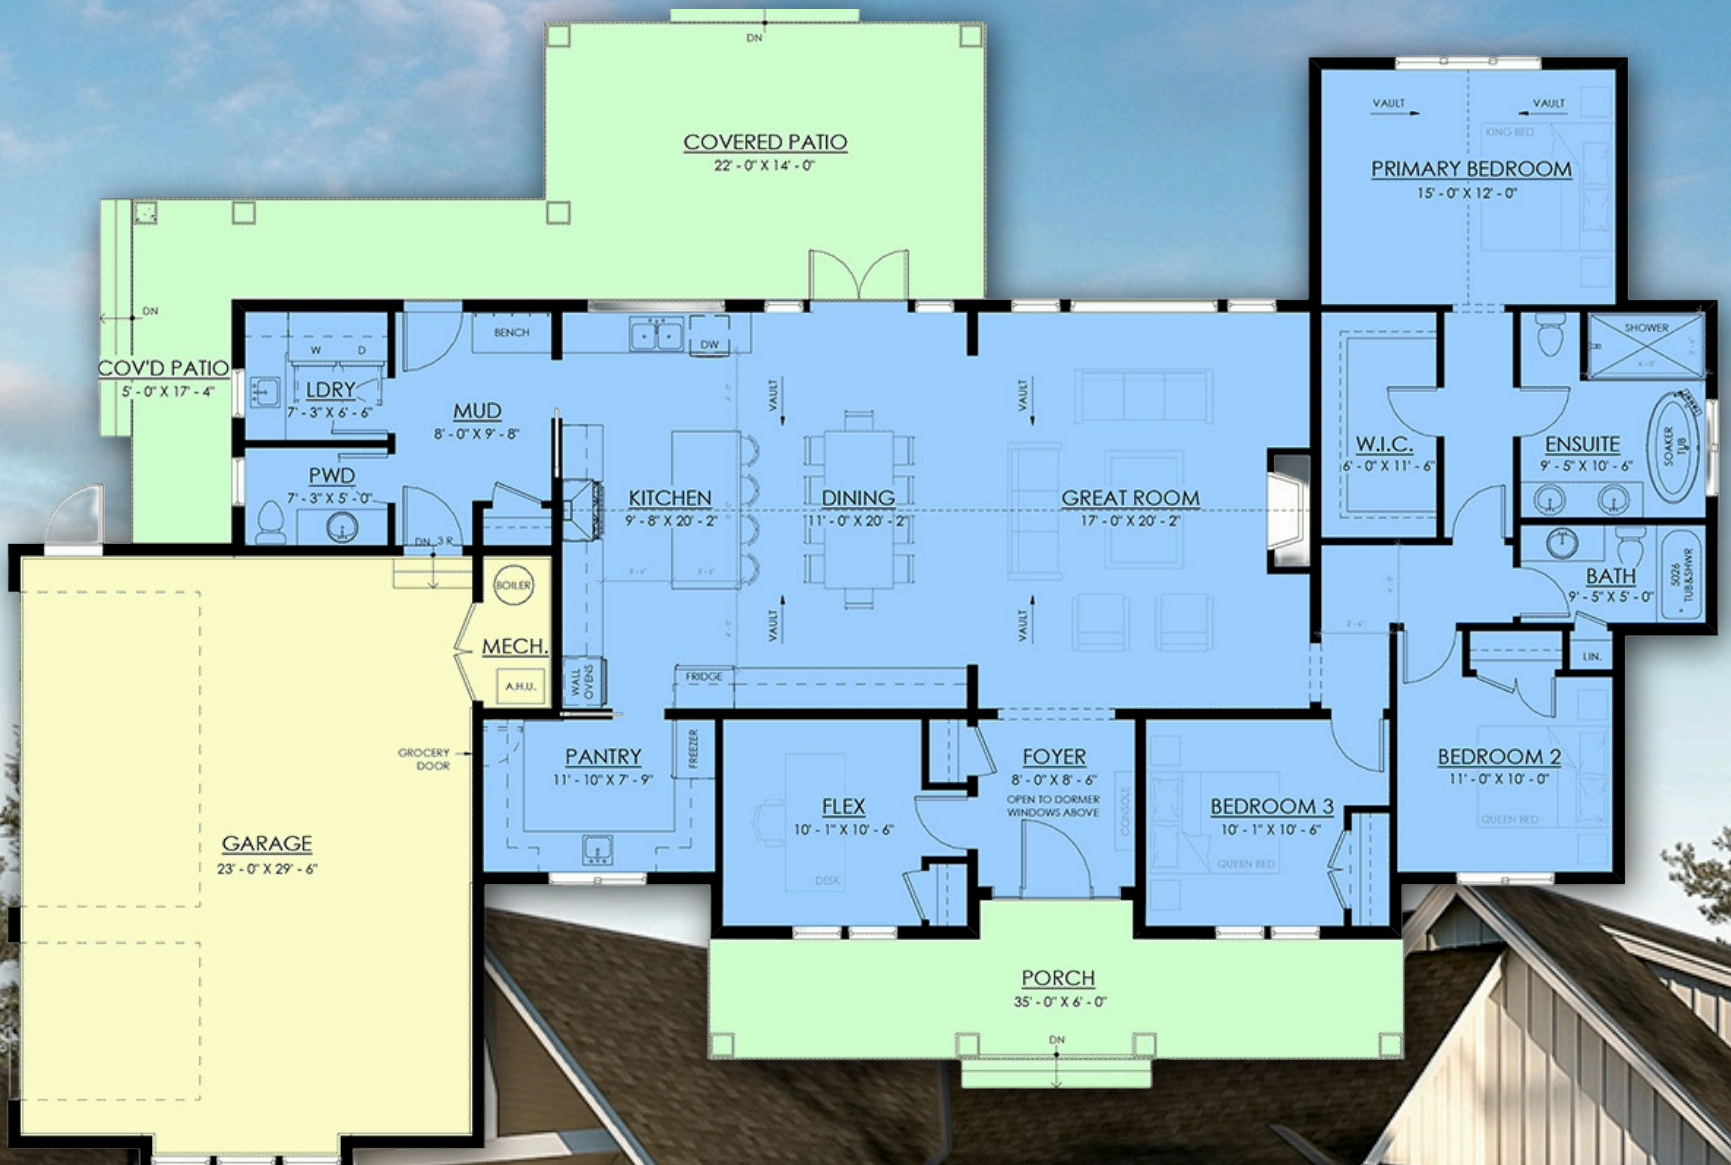 DN
COVERED PATIO
22' - 0" X 14' - 0"
VAULT
VAULT
KING BED
PRIMARY BEDROOM
15' - 0" X 12' - 0"
DN
COV'D PATIO
5' - 0" X 17' - 4"
W D
LDRY
7' - 3" X 6' - 6"
BENCH
MUD
8' - 0" X 9' - 8"
PWD
7' - 3" X 5' - 0"
DN 3 R
DW
KITCHEN
9' - 8" X 20' - 2"
VAULT
DINING
11' - 0" X 20' - 2"
VAULT
VAULT
GREAT ROOM
17' - 0" X 20' - 2"
VAULT
WALL
OVENS
FRIDGE
W.I.C.
6' - 0" X 11' - 6"
SHOWER
ENSUITE
9' - 5" X 10' - 6"
SOAKER
TUB
BATH
9' - 5" X 5' - 0"
5026
TUB&SHWR
LIN.
BOILER
MECH.
A.H.U.
GROCERY
DOOR
PANTRY
11' - 10" X 7' - 9"
FREEZER
GARAGE
23' - 0" X 29' - 6"
FLEX
10' - 1" X 10' - 6"
DESK
FOYER
8' - 0" X 8' - 6"
OPEN TO DORMER
WINDOWS ABOVE
CONSOLE
BEDROOM 3
10' - 1" X 10' - 6"
QUEEN BED
BEDROOM 2
11' - 0" X 10' - 0"
QUEEN BED
PORCH
35' - 0" X 6' - 0"
DN